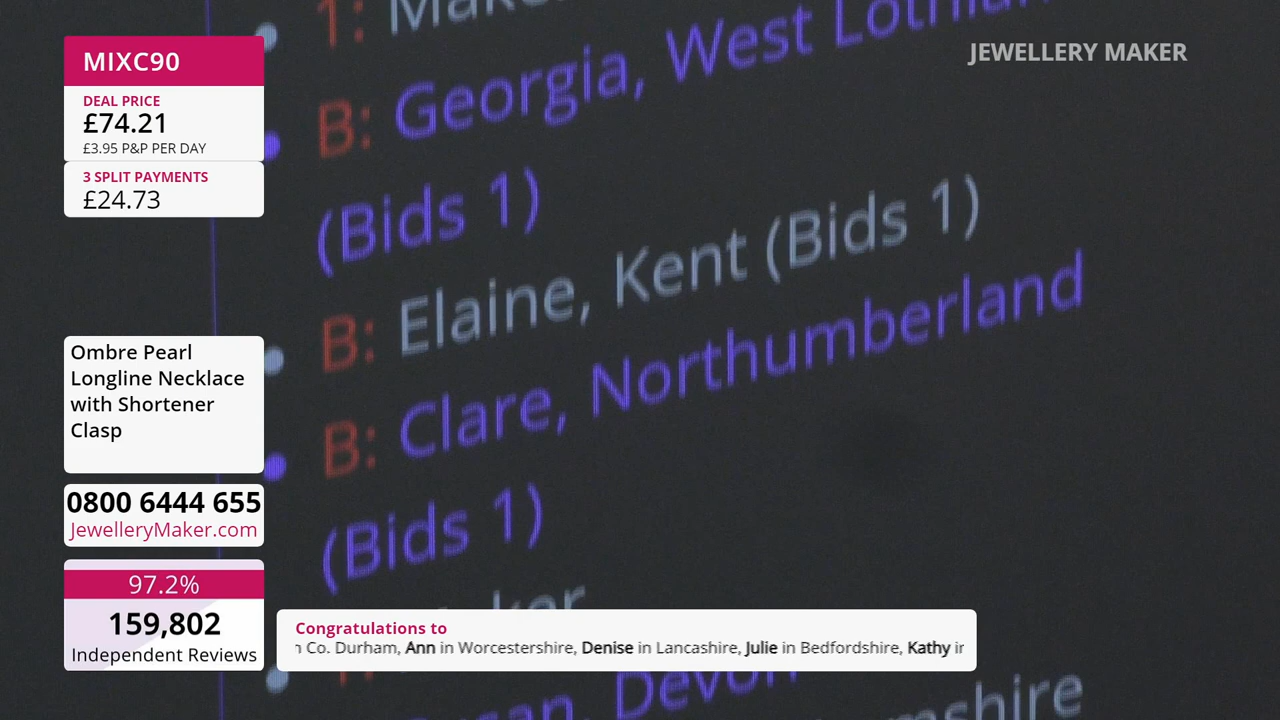 MIXC90
DEAL PRICE
£74.21
£3.95 P&P PER DAY
3 SPLIT PAYMENTS
£24.73
Ombre Pearl
Longline Necklace
with Shortener
Clasp
0800 6444 655
JewelleryMaker.com
97.2%
159,802
Independent Reviews
JEWELLERY MAKER
1:
B: Georgia, West Lothian
(Bids 1)
B: Elaine, Kent (Bids 1)
B: Clare, Northumberland
(Bids 1)
Devon
Congratulations to
Co. Durham, Ann in Worcestershire, Denise in Lancashire, Julie in Bedfordshire, Kathy